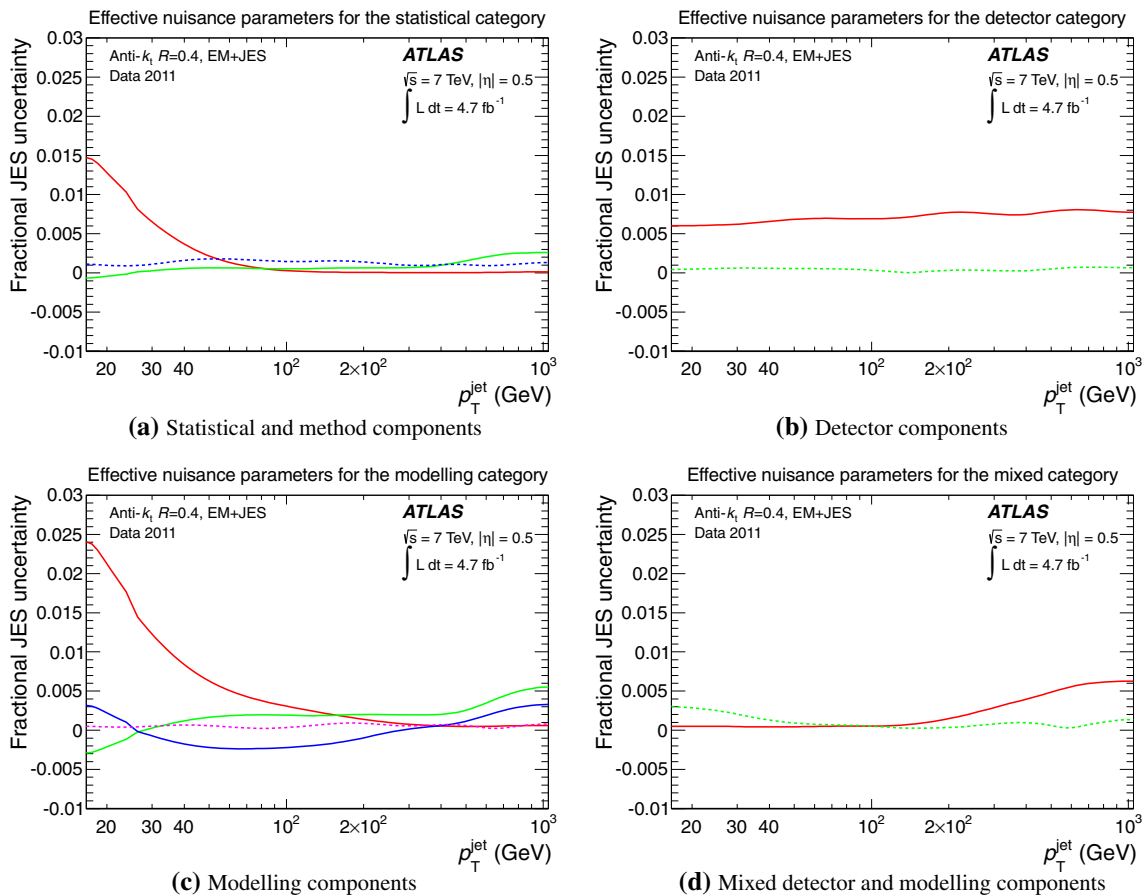 Effective nuisance parameters for the statistical category
Fractional JES uncertainty
0.03
0.025
0.02
0.015
0.01
0.005
0
-0.005
-0.01
Anti-kt R=0.4, EM+JES
Data 2011
ATLAS
√s = 7 TeV, |η| = 0.5
∫ L dt = 4.7 fb⁻¹
20 30 40 10² 2×10² 10³
p_T^jet (GeV)
(a) Statistical and method components
Effective nuisance parameters for the detector category
Fractional JES uncertainty
0.03
0.025
0.02
0.015
0.01
0.005
0
-0.005
-0.01
Anti-kt R=0.4, EM+JES
Data 2011
ATLAS
√s = 7 TeV, |η| = 0.5
∫ L dt = 4.7 fb⁻¹
20 30 40 10² 2×10² 10³
p_T^jet (GeV)
(b) Detector components
Effective nuisance parameters for the modelling category
Fractional JES uncertainty
0.03
0.025
0.02
0.015
0.01
0.005
0
-0.005
-0.01
Anti-kt R=0.4, EM+JES
Data 2011
ATLAS
√s = 7 TeV, |η| = 0.5
∫ L dt = 4.7 fb⁻¹
20 30 40 10² 2×10² 10³
p_T^jet (GeV)
(c) Modelling components
Effective nuisance parameters for the mixed category
Fractional JES uncertainty
0.03
0.025
0.02
0.015
0.01
0.005
0
-0.005
-0.01
Anti-kt R=0.4, EM+JES
Data 2011
ATLAS
√s = 7 TeV, |η| = 0.5
∫ L dt = 4.7 fb⁻¹
20 30 40 10² 2×10² 10³
p_T^jet (GeV)
(d) Mixed detector and modelling components